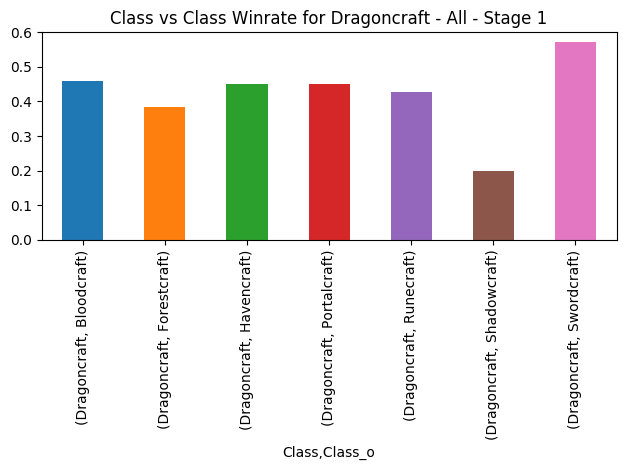 Class vs Class Winrate for Dragoncraft - All - Stage 1
0.6
0.5
0.4
0.3
0.2
0.1
0.0
(Dragoncraft, Bloodcraft)
(Dragoncraft, Forestcraft)
(Dragoncraft, Havencraft)
(Dragoncraft, Portalcraft)
(Dragoncraft, Runecraft)
(Dragoncraft, Shadowcraft)
(Dragoncraft, Swordcraft)
Class,Class_o